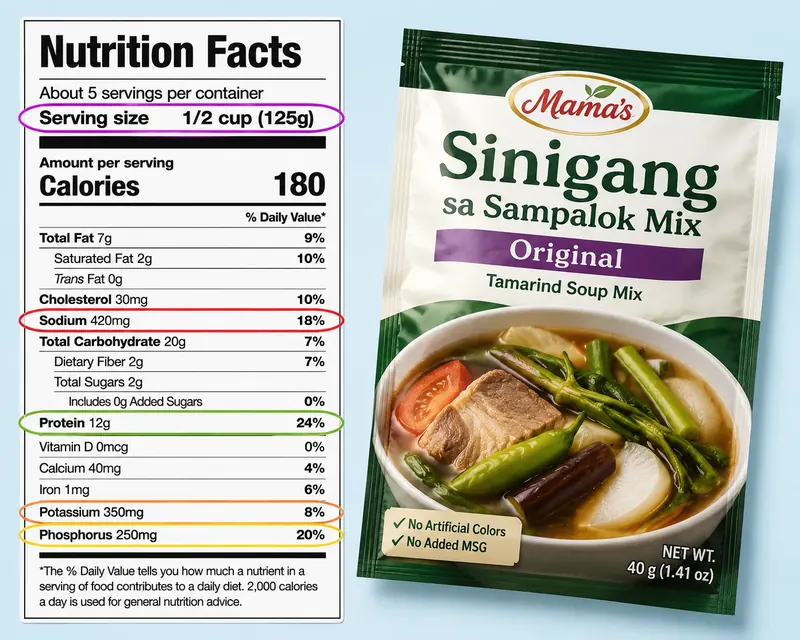 Nutrition Facts
About 5 servings per container
Serving size 1/2 cup (125g)
Amount per serving
Calories 180
% Daily Value*
Total Fat 7g 9%
Saturated Fat 2g 10%
Trans Fat 0g
Cholesterol 30mg 10%
Sodium 420mg 18%
Total Carbohydrate 20g 7%
Dietary Fiber 2g 7%
Total Sugars 2g
Includes 0g Added Sugars 0%
Protein 12g 24%
Vitamin D 0mcg 0%
Calcium 40mg 4%
Iron 1mg 6%
Potassium 350mg 8%
Phosphorus 250mg 20%
*The % Daily Value tells you how much a nutrient in a
serving of food contributes to a daily diet. 2,000 calories
a day is used for general nutrition advice.
Mama's
Sinigang
sa Sampalok Mix
Original
Tamarind Soup Mix
✓ No Artificial Colors
✓ No Added MSG
NET WT.
40 g (1.41 oz)